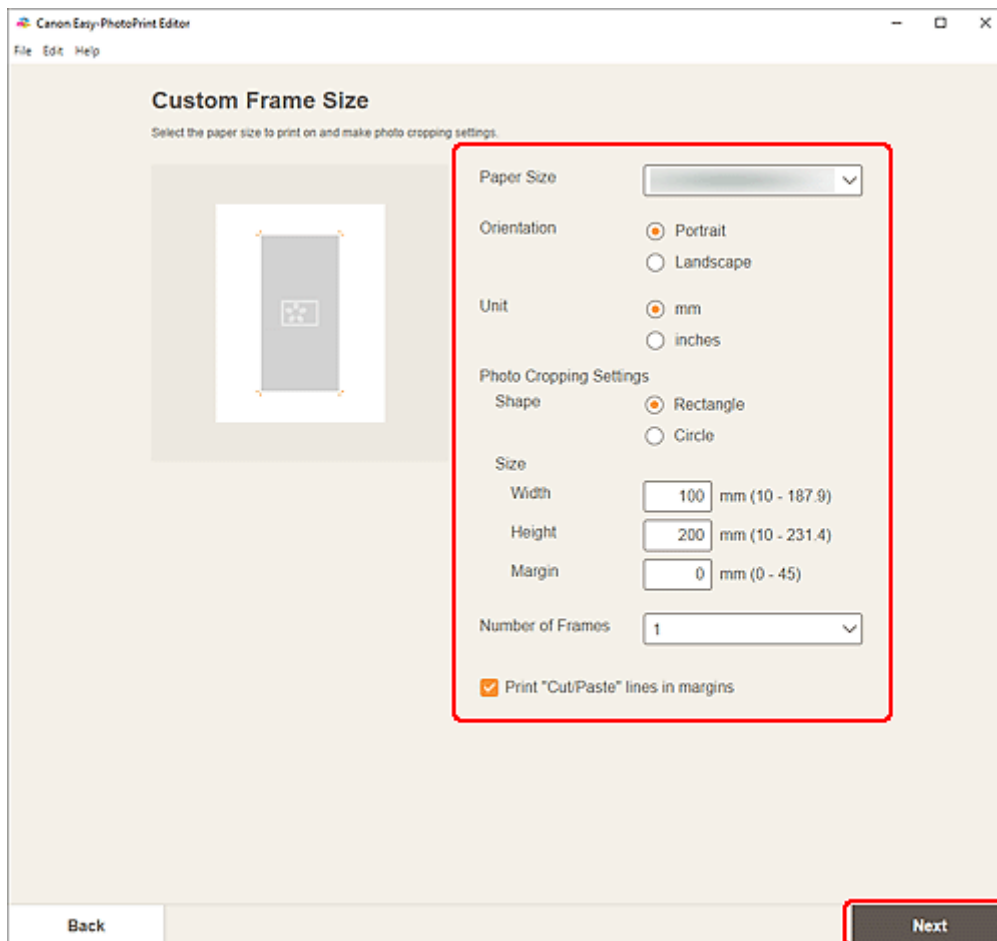 Canon Easy-PhotoPrint Editor
File Edit Help
Custom Frame Size
Select the paper size to print on and make photo cropping settings.
Paper Size
Orientation
Portrait
Landscape
Unit
mm
inches
Photo Cropping Settings
Shape
Rectangle
Circle
Size
Width 100 mm (10 - 187.9)
Height 200 mm (10 - 231.4)
Margin 0 mm (0 - 45)
Number of Frames 1
Print "Cut/Paste" lines in margins
Back
Next